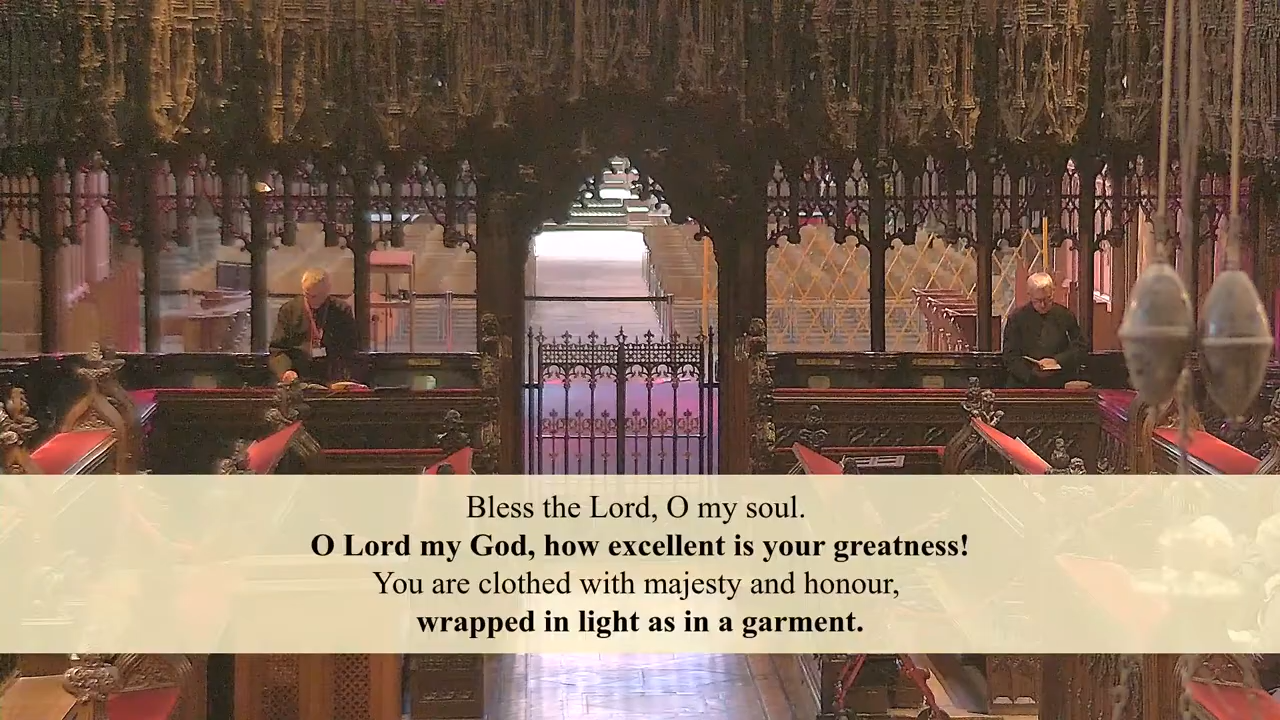 Bless the Lord, O my soul.
O Lord my God, how excellent is your greatness!
You are clothed with majesty and honour,
wrapped in light as in a garment.